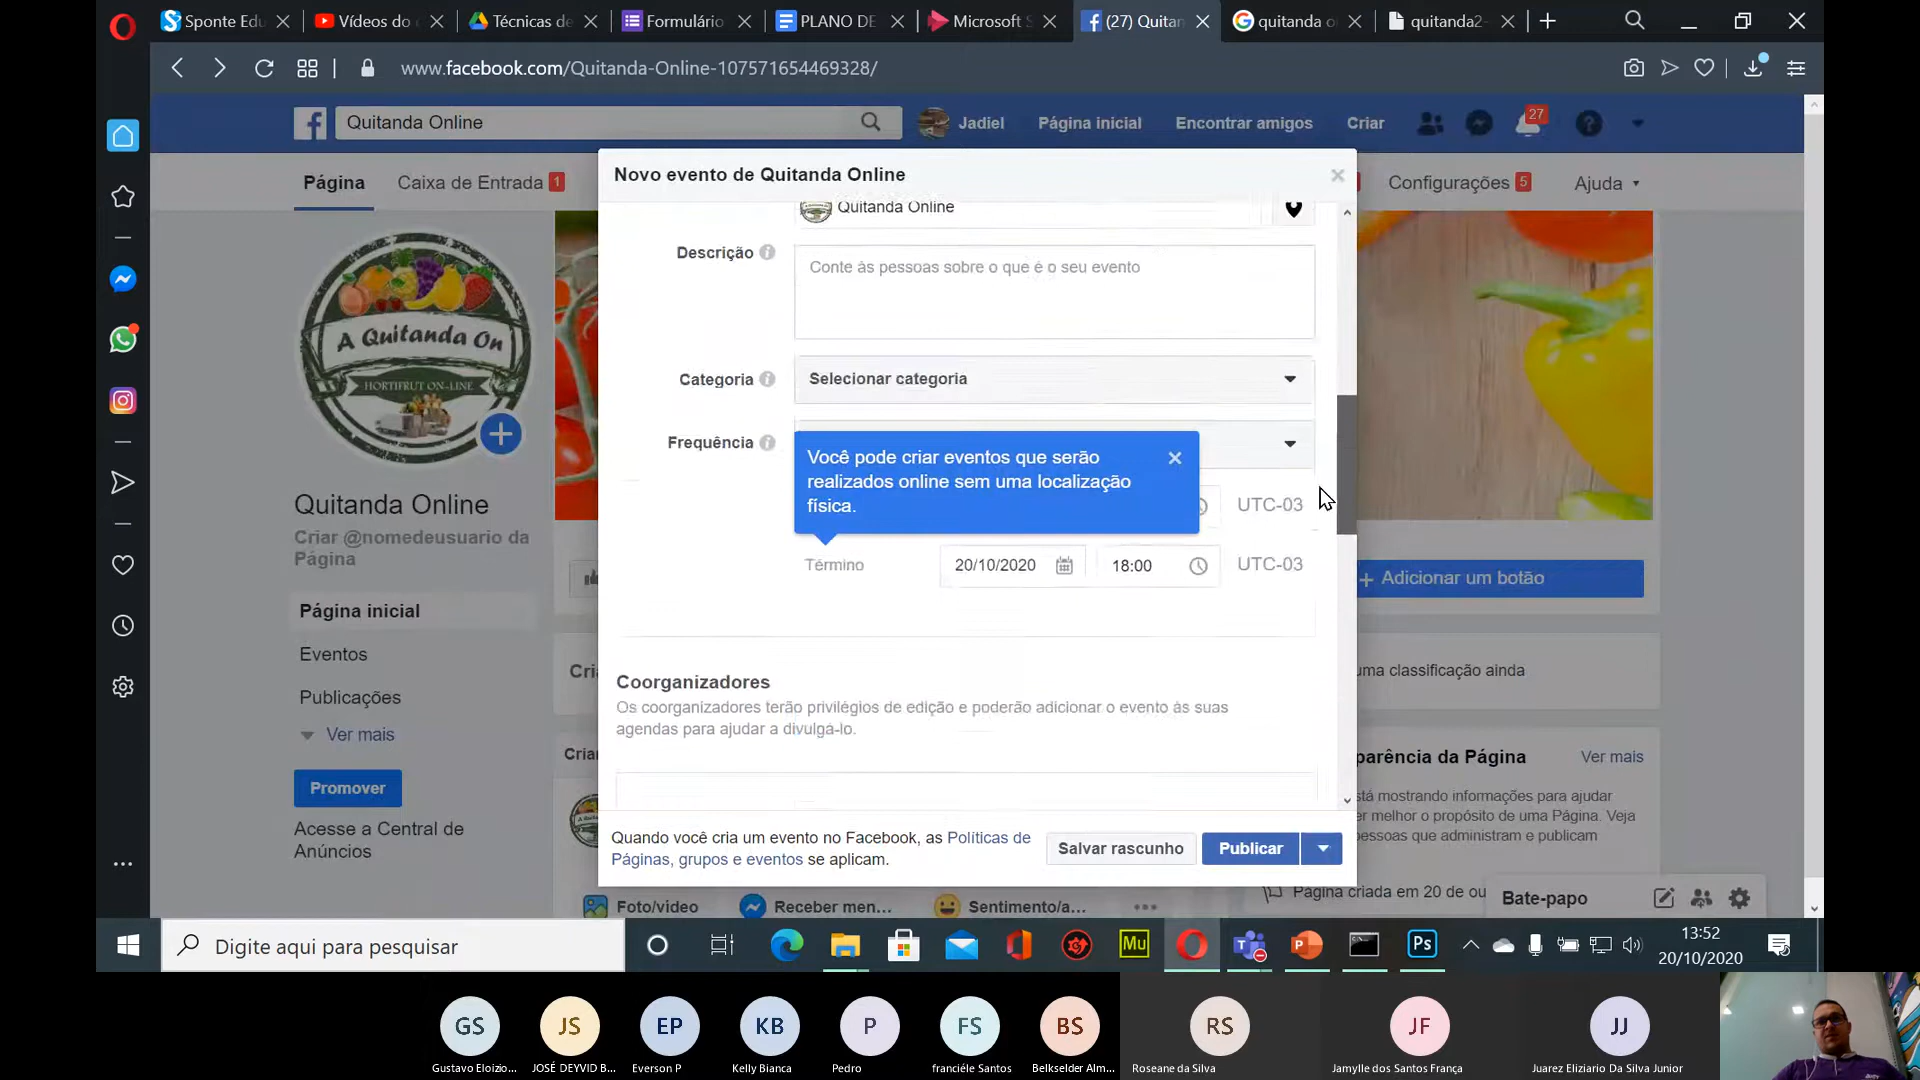 Sponte Edu
Vídeos do
Técnicas de
Formulário
PLANO DE
Microsoft S
(27) Quitan
quitanda o
quitanda2-
www.facebook.com/Quitanda-Online-107571654469328/
Quitanda Online
Jadiel
Página inicial
Encontrar amigos
Criar
27
Página
Caixa de Entrada 1
Configurações 5
Ajuda
Novo evento de Quitanda Online
Quitanda Online
Descrição
Conte às pessoas sobre o que é o seu evento
Categoria
Selecionar categoria
Frequência
Você pode criar eventos que serão
realizados online sem uma localização
física.
UTC-03
Término
20/10/2020
18:00
UTC-03
Coorganizadores
Os coorganizadores terão privilégios de edição e poderão adicionar o evento às suas
agendas para ajudar a divulgá-lo.
Quando você cria um evento no Facebook, as Políticas de
Páginas, grupos e eventos se aplicam.
Salvar rascunho
Publicar
A Quitanda On
HORTIFRUT ON-LINE
Quitanda Online
Criar @nomedeusuario da
Página
Página inicial
Eventos
Publicações
Ver mais
Promover
Acesse a Central de
Anúncios
Adicionar um botão
uma classificação ainda
parência da Página
Ver mais
stá mostrando informações para ajudar
er melhor o propósito de uma Página. Veja
pessoas que administram e publicam
Página criada em 20 de ou
Bate-papo
Foto/vídeo
Receber men...
Sentimento/a...
Digite aqui para pesquisar
Mu
Ps
13:52
20/10/2020
GS
JS
EP
KB
P
FS
BS
RS
JF
JJ
Gustavo Eloizio...
JOSÉ DEYVID B...
Everson P
Kelly Bianca
Pedro
franciéle Santos
Belkselder Alm...
Roseane da Silva
Jamylle dos Santos França
Juarez Eliziario Da Silva Junior